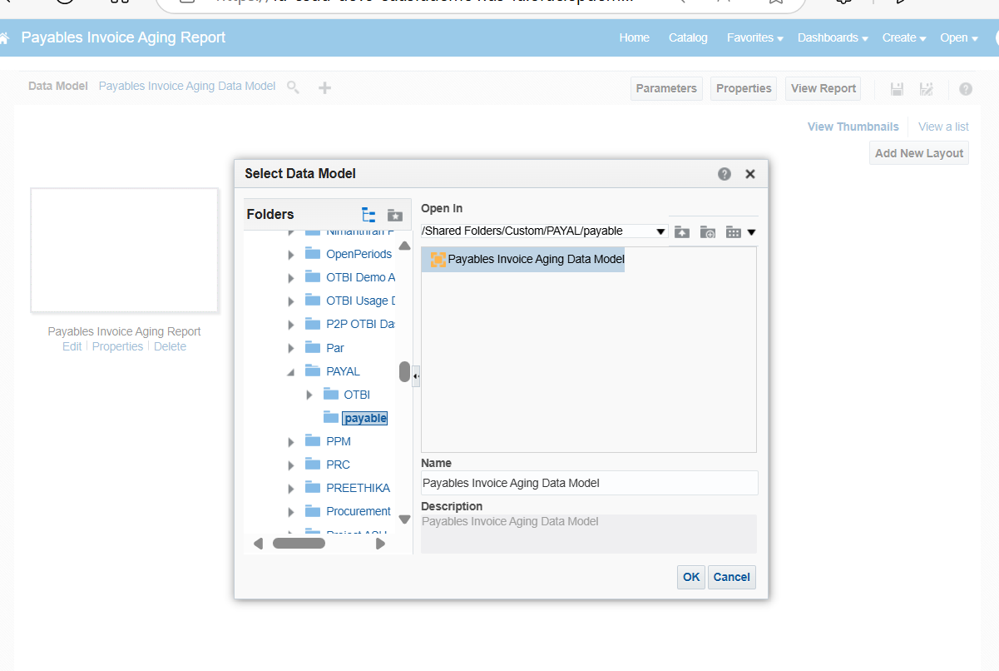 Payables Invoice Aging Report
Home Catalog Favorites Dashboards Create Open
Data Model Payables Invoice Aging Data Model
Parameters Properties View Report
View Thumbnails View a list
Add New Layout
Payables Invoice Aging Report
Edit Properties Delete
Select Data Model
Folders
OpenPeriods
OTBI Demo A
OTBI Usage
P2P OTBI Da
Par
PAYAL
OTBI
payable
PPM
PRC
PREETHIKA
Procurement
Open In
/Shared Folders/Custom/PAYAL/payable
Payables Invoice Aging Data Model
Name
Payables Invoice Aging Data Model
Description
Payables Invoice Aging Data Model
OK Cancel